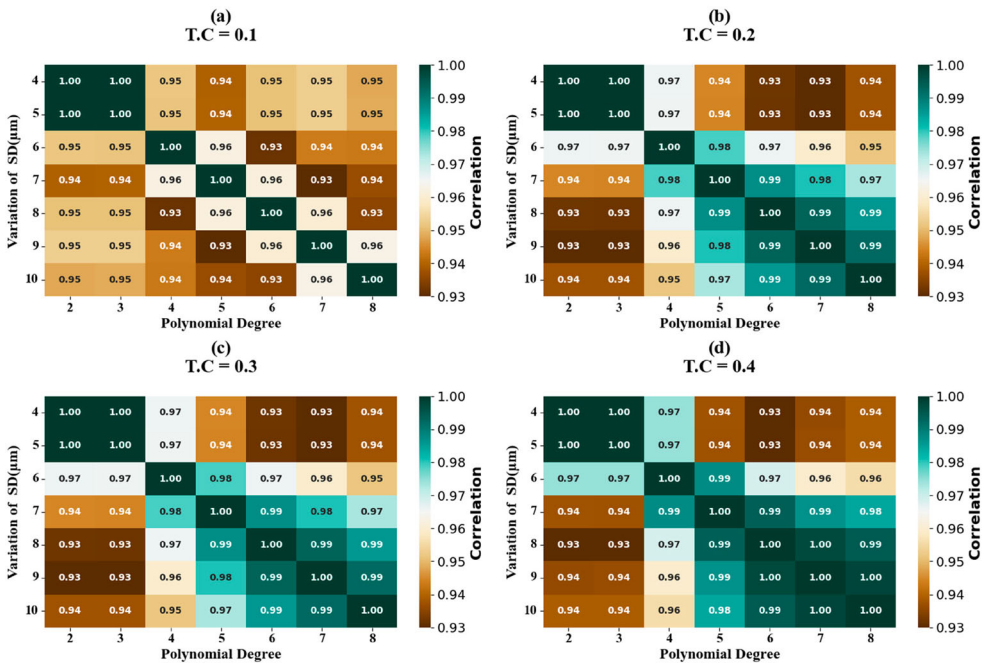 (a)
T.C = 0.1
4 1.00 1.00 0.95 0.94 0.95 0.95 0.95
5 1.00 1.00 0.95 0.94 0.95 0.95 0.95
6 0.95 0.95 1.00 0.96 0.93 0.94 0.94
7 0.94 0.94 0.96 1.00 0.96 0.93 0.94
8 0.95 0.95 0.93 0.96 1.00 0.96 0.93
9 0.95 0.95 0.94 0.93 0.96 1.00 0.96
10 0.95 0.95 0.94 0.94 0.93 0.96 1.00
2 3 4 5 6 7 8
Polynomial Degree
Variation of SD(μm)
1.00
0.99
0.98
0.97
0.96
0.95
0.94
0.93
Correlation
(b)
T.C = 0.2
4 1.00 1.00 0.97 0.94 0.93 0.93 0.94
5 1.00 1.00 0.97 0.94 0.93 0.93 0.94
6 0.97 0.97 1.00 0.98 0.97 0.96 0.95
7 0.94 0.94 0.98 1.00 0.99 0.98 0.97
8 0.93 0.93 0.97 0.99 1.00 0.99 0.99
9 0.93 0.93 0.96 0.98 0.99 1.00 0.99
10 0.94 0.94 0.95 0.97 0.99 0.99 1.00
2 3 4 5 6 7 8
Polynomial Degree
Variation of SD(μm)
1.00
0.99
0.98
0.97
0.96
0.95
0.94
0.93
Correlation
(c)
T.C = 0.3
4 1.00 1.00 0.97 0.94 0.93 0.93 0.94
5 1.00 1.00 0.97 0.94 0.93 0.93 0.94
6 0.97 0.97 1.00 0.98 0.97 0.96 0.95
7 0.94 0.94 0.98 1.00 0.99 0.98 0.97
8 0.93 0.93 0.97 0.99 1.00 0.99 0.99
9 0.93 0.93 0.96 0.98 0.99 1.00 0.99
10 0.94 0.94 0.95 0.97 0.99 0.99 1.00
2 3 4 5 6 7 8
Polynomial Degree
Variation of SD(μm)
1.00
0.99
0.98
0.97
0.96
0.95
0.94
0.93
Correlation
(d)
T.C = 0.4
4 1.00 1.00 0.97 0.94 0.93 0.94 0.94
5 1.00 1.00 0.97 0.94 0.93 0.94 0.94
6 0.97 0.97 1.00 0.99 0.97 0.96 0.96
7 0.94 0.94 0.99 1.00 0.99 0.99 0.98
8 0.93 0.93 0.97 0.99 1.00 1.00 0.99
9 0.94 0.94 0.96 0.99 1.00 1.00 1.00
10 0.94 0.94 0.96 0.98 0.99 1.00 1.00
2 3 4 5 6 7 8
Polynomial Degree
Variation of SD(μm)
1.00
0.99
0.98
0.97
0.96
0.95
0.94
0.93
Correlation